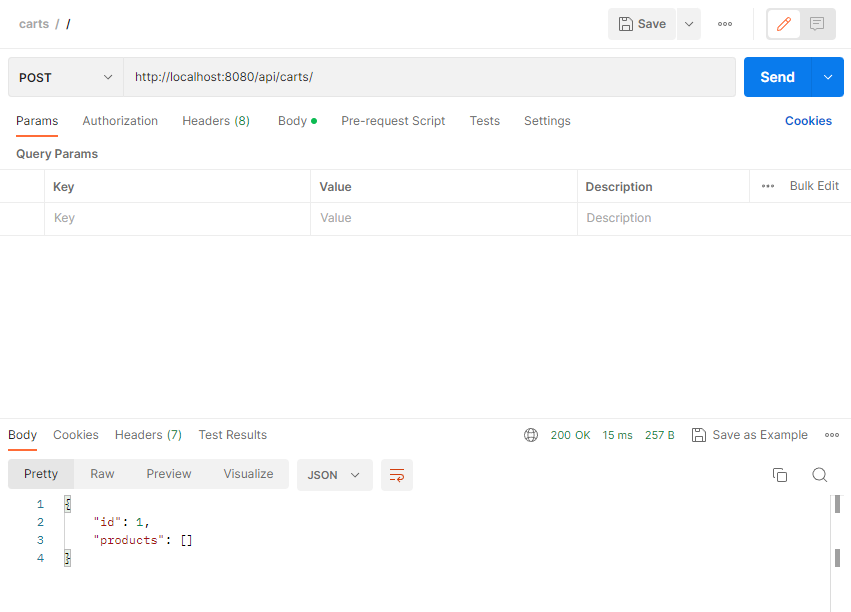 carts / /
Save
POST
http://localhost:8080/api/carts/
Send
Params Authorization Headers (8) Body Pre-request Script Tests Settings Cookies
Query Params
Key Value Description Bulk Edit
Key Value Description
Body Cookies Headers (7) Test Results 200 OK 15 ms 257 B Save as Example
Pretty Raw Preview Visualize JSON
1 {
2 "id": 1,
3 "products": []
4 }